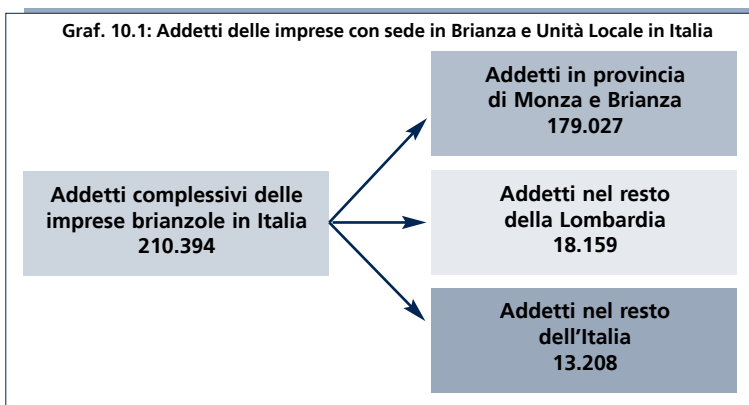 Graf. 10.1: Addetti delle imprese con sede in Brianza e Unità Locale in Italia
Addetti complessivi delle
imprese brianzole in Italia
210.394
Addetti in provincia
di Monza e Brianza
179.027
Addetti nel resto
della Lombardia
18.159
Addetti nel resto
dell’Italia
13.208